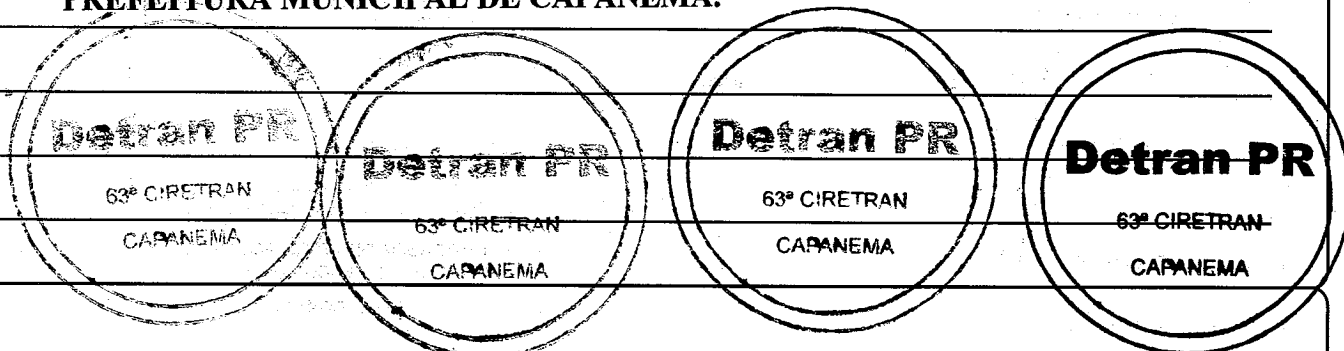 PREFEITURA MUNICIPAL DE CAPANEMA.
Detran PR
63ª CIRETRAN
CAPANEMA
Detran PR
63ª CIRETRAN
CAPANEMA
Detran PR
63ª CIRETRAN
CAPANEMA
Detran PR
63ª CIRETRAN
CAPANEMA